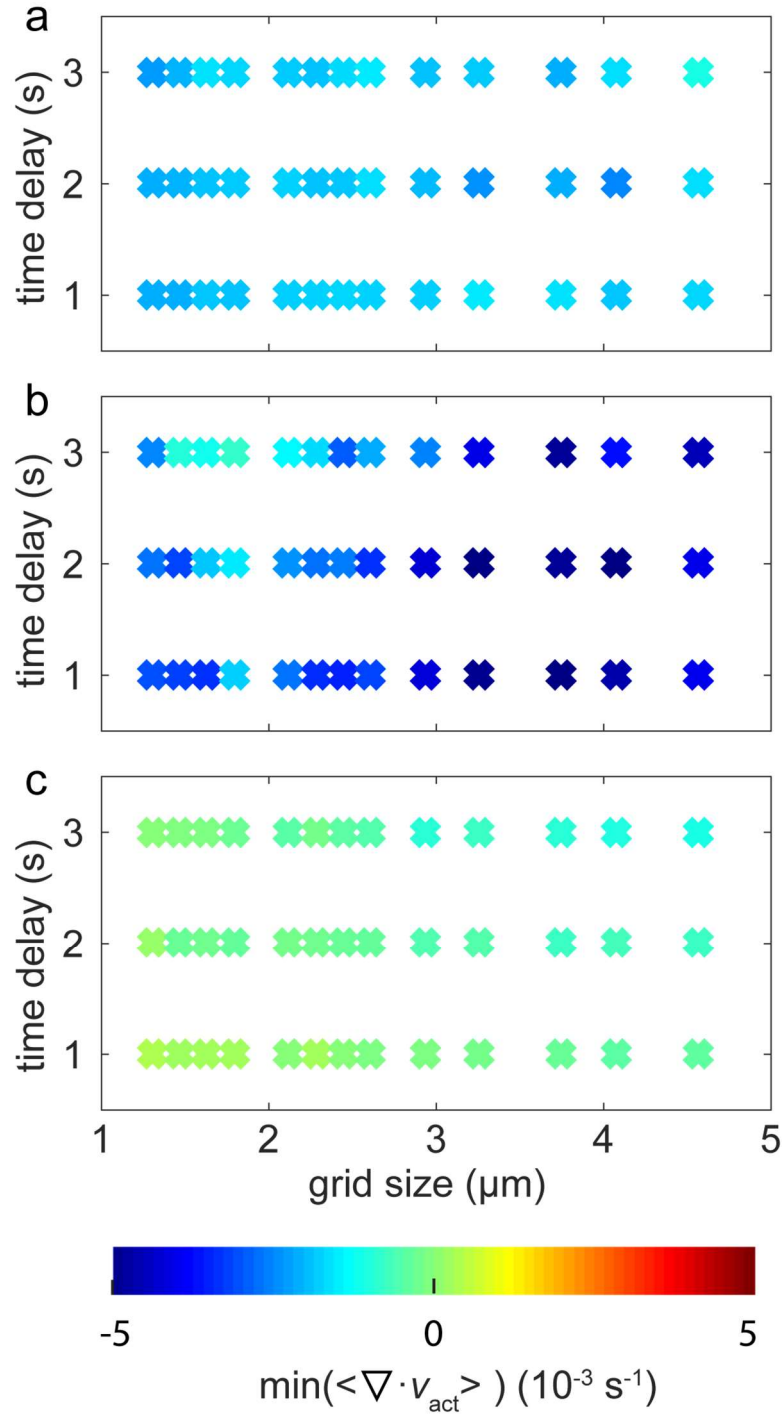 a
time delay (s)
3
2
1
b
time delay (s)
3
2
1
c
time delay (s)
3
2
1
1 2 3 4 5
grid size (μm)
-5 0 5
min(<∇·v_act>) (10⁻³ s⁻¹)